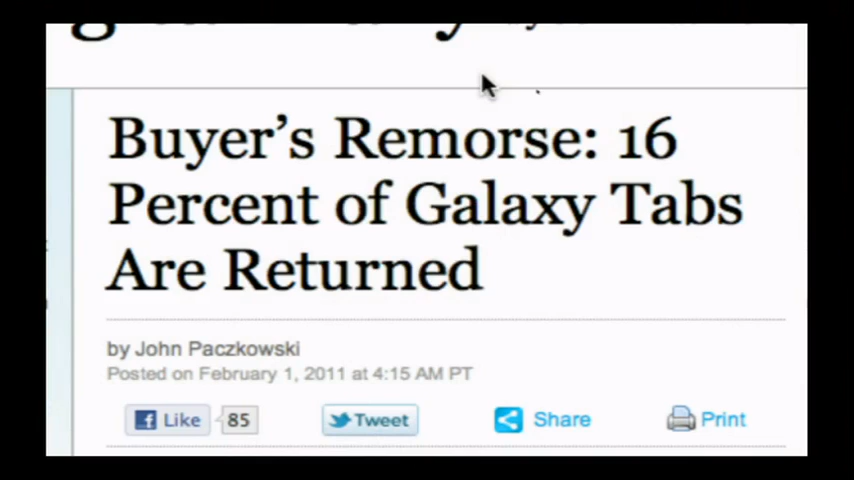 Buyer's Remorse: 16
Percent of Galaxy Tabs
Are Returned
by John Paczkowski
Posted on February 1, 2011 at 4:15 AM PT
Like 85 Tweet Share Print